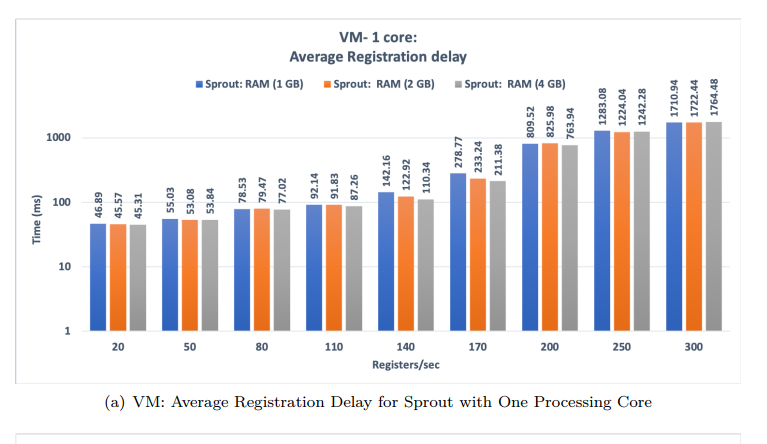 VM- 1 core:
Average Registration delay
Sprout: RAM (1 GB) Sprout: RAM (2 GB) Sprout: RAM (4 GB)
46.89 45.57 45.31 55.03 53.08 53.84 78.53 79.47 77.02 92.14 91.83 87.26 142.16 122.92 110.34 278.77 233.24 211.38 809.52 825.98 763.94 1283.08 1224.04 1242.28 1710.94 1722.44 1764.48
1000
100
10
1
Time (ms)
20 50 80 110 140 170 200 250 300
Registers/sec
(a) VM: Average Registration Delay for Sprout with One Processing Core